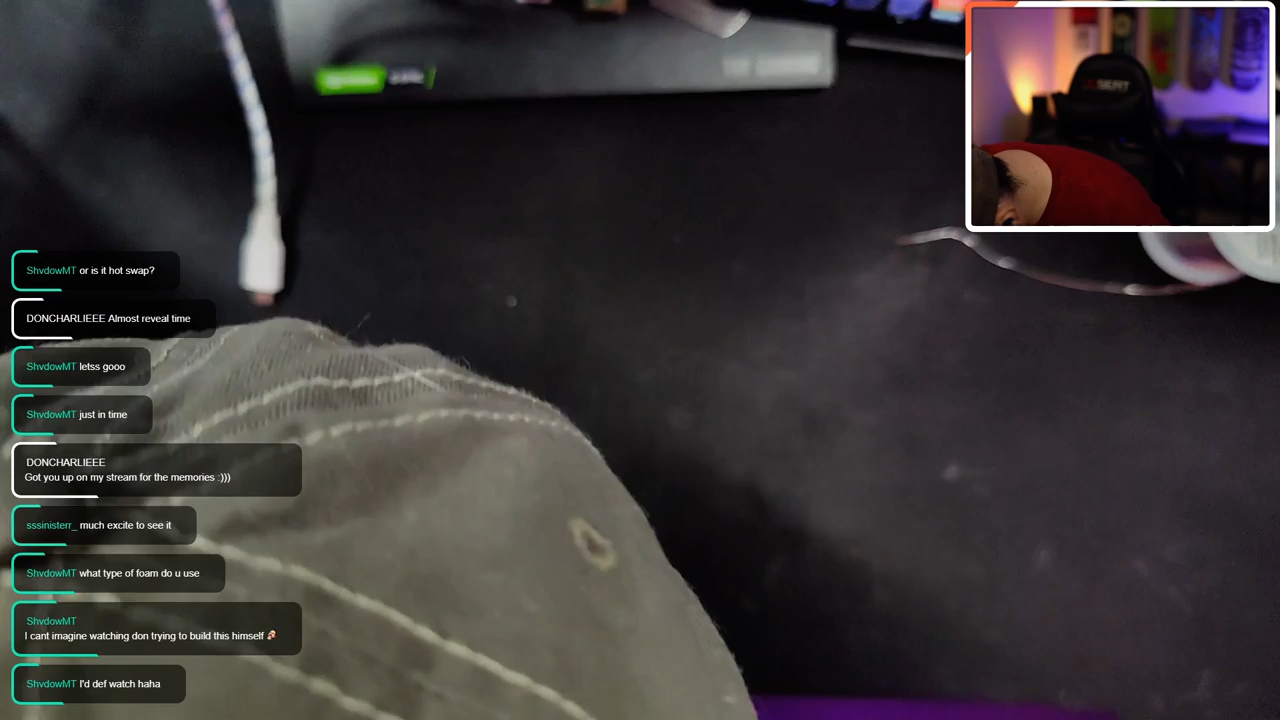 ShvdowMT or is it hot swap?
DONCHARLIEEE Almost reveal time
ShvdowMT letss gooo
ShvdowMT just in time
DONCHARLIEEE
Got you up on my stream for the memories :)))
sssinisterr_ much excite to see it
ShvdowMT what type of foam do u use
ShvdowMT
I cant imagine watching don trying to build this himself
ShvdowMT I'd def watch haha